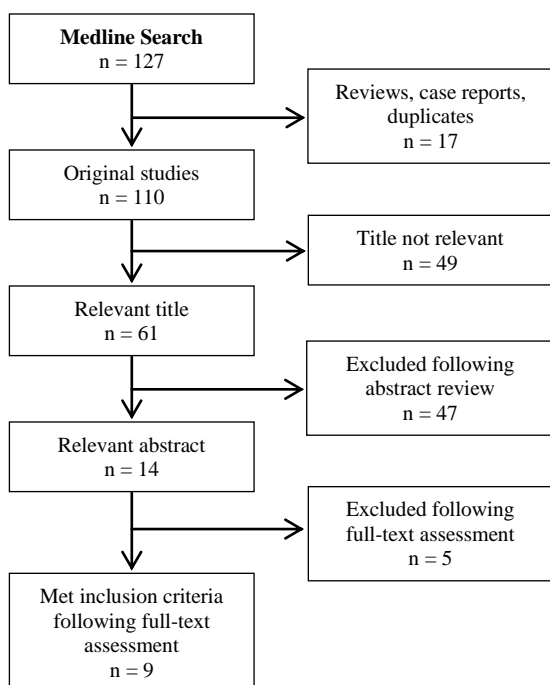 Medline Search
n = 127
Reviews, case reports,
duplicates
n = 17
Original studies
n = 110
Title not relevant
n = 49
Relevant title
n = 61
Excluded following
abstract review
n = 47
Relevant abstract
n = 14
Excluded following
full-text assessment
n = 5
Met inclusion criteria
following full-text
assessment
n = 9